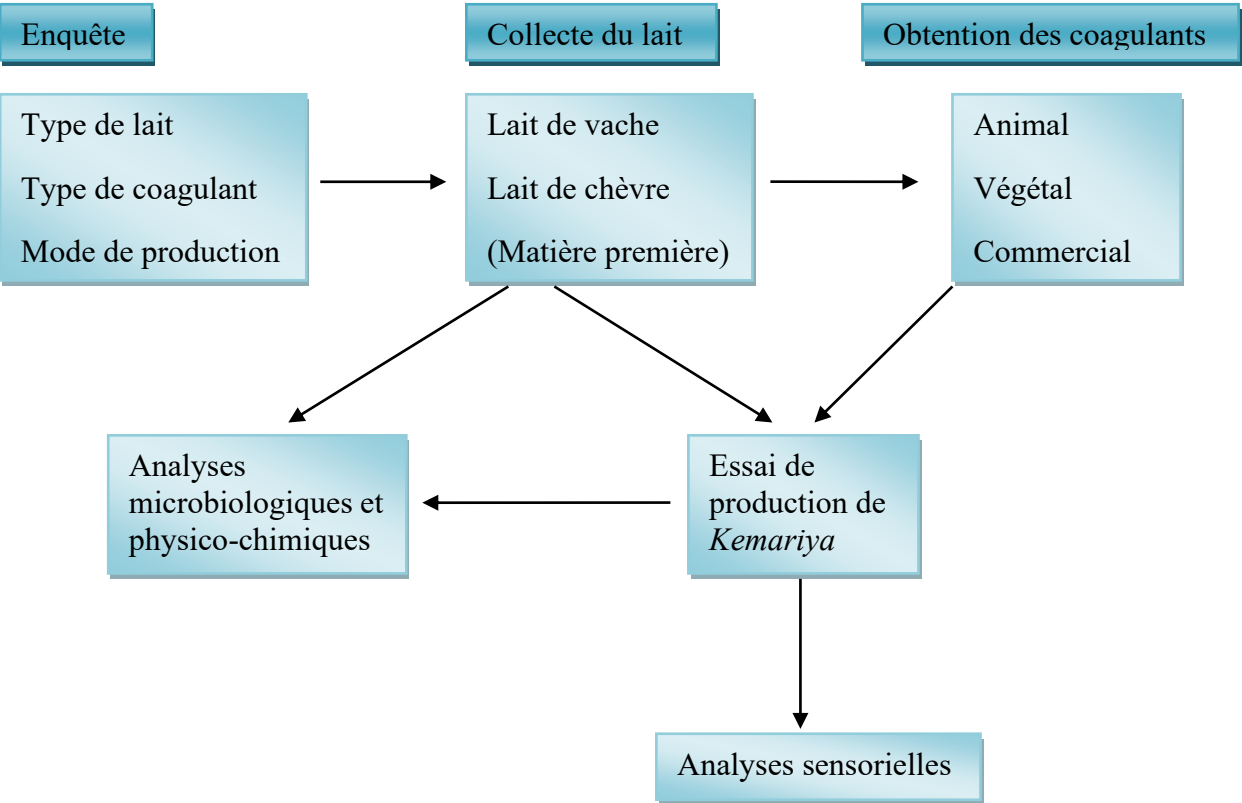 Enquête
Collecte du lait
Obtention des coagulants
Type de lait
Type de coagulant
Mode de production
Lait de vache
Lait de chèvre
(Matière première)
Animal
Végétal
Commercial
Analyses
microbiologiques et
physico-chimiques
Essai de
production de
Kemariya
Analyses sensorielles